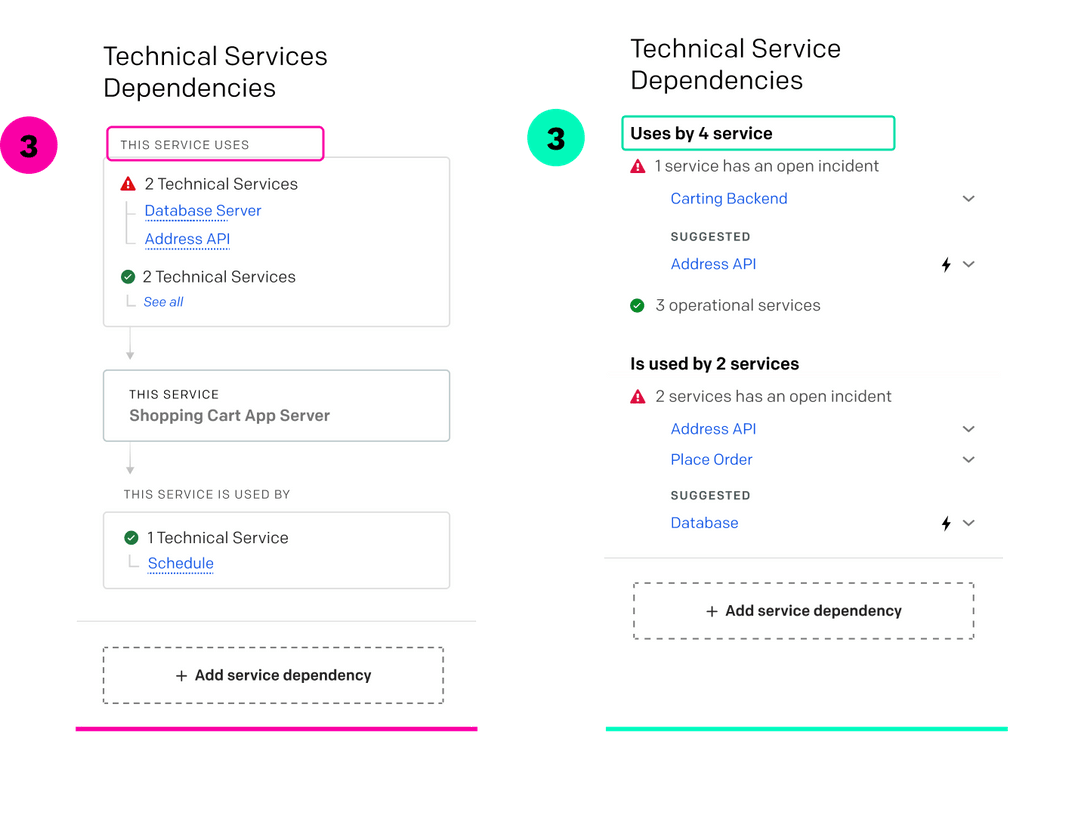 Technical Services
Dependencies
3
THIS SERVICE USES
2 Technical Services
Database Server
Address API
2 Technical Services
See all
THIS SERVICE
Shopping Cart App Server
THIS SERVICE IS USED BY
1 Technical Service
Schedule
+ Add service dependency
Technical Service
Dependencies
3
Uses by 4 service
1 service has an open incident
Carting Backend
SUGGESTED
Address API
3 operational services
Is used by 2 services
2 services has an open incident
Address API
Place Order
SUGGESTED
Database
+ Add service dependency